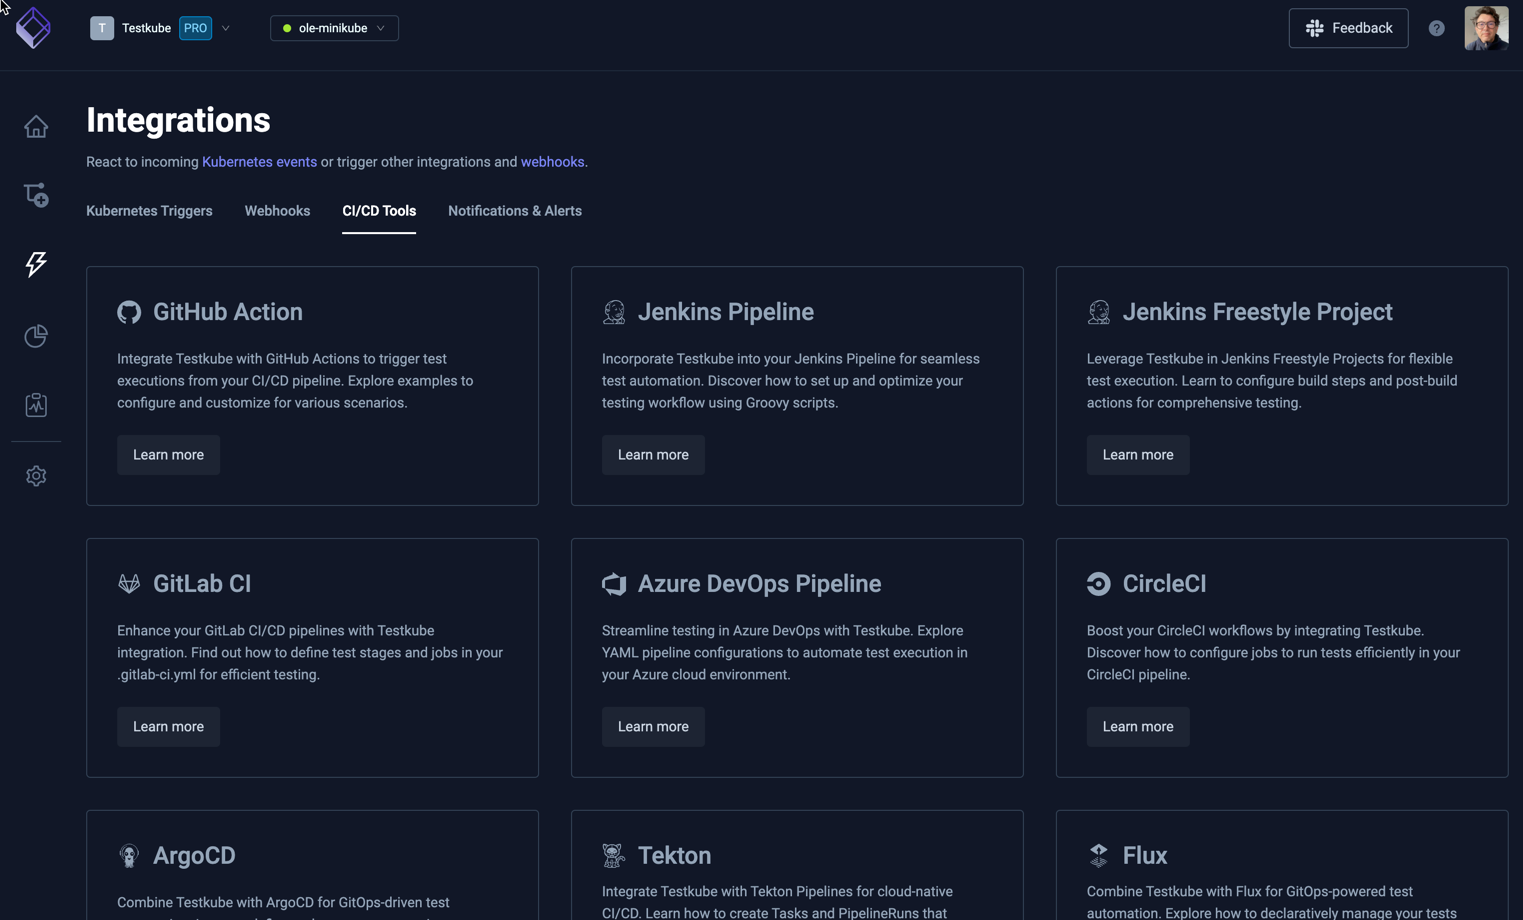 T Testkube PRO ole-minikube Feedback ?
Integrations
React to incoming Kubernetes events or trigger other integrations and webhooks.
Kubernetes Triggers Webhooks CI/CD Tools Notifications & Alerts
GitHub Action
Integrate Testkube with GitHub Actions to trigger test
executions from your CI/CD pipeline. Explore examples to
configure and customize for various scenarios.
Learn more
Jenkins Pipeline
Incorporate Testkube into your Jenkins Pipeline for seamless
test automation. Discover how to set up and optimize your
testing workflow using Groovy scripts.
Learn more
Jenkins Freestyle Project
Leverage Testkube in Jenkins Freestyle Projects for flexible
test execution. Learn to configure build steps and post-build
actions for comprehensive testing.
Learn more
GitLab CI
Enhance your GitLab CI/CD pipelines with Testkube
integration. Find out how to define test stages and jobs in your
.gitlab-ci.yml for efficient testing.
Learn more
Azure DevOps Pipeline
Streamline testing in Azure DevOps with Testkube. Explore
YAML pipeline configurations to automate test execution in
your Azure cloud environment.
Learn more
CircleCI
Boost your CircleCI workflows by integrating Testkube.
Discover how to configure jobs to run tests efficiently in your
CircleCI pipeline.
Learn more
ArgoCD
Combine Testkube with ArgoCD for GitOps-driven test
Tekton
Integrate Testkube with Tekton Pipelines for cloud-native
CI/CD. Learn how to create Tasks and PipelineRuns that
Flux
Combine Testkube with Flux for GitOps-powered test
automation. Explore how to declaratively manage your tests